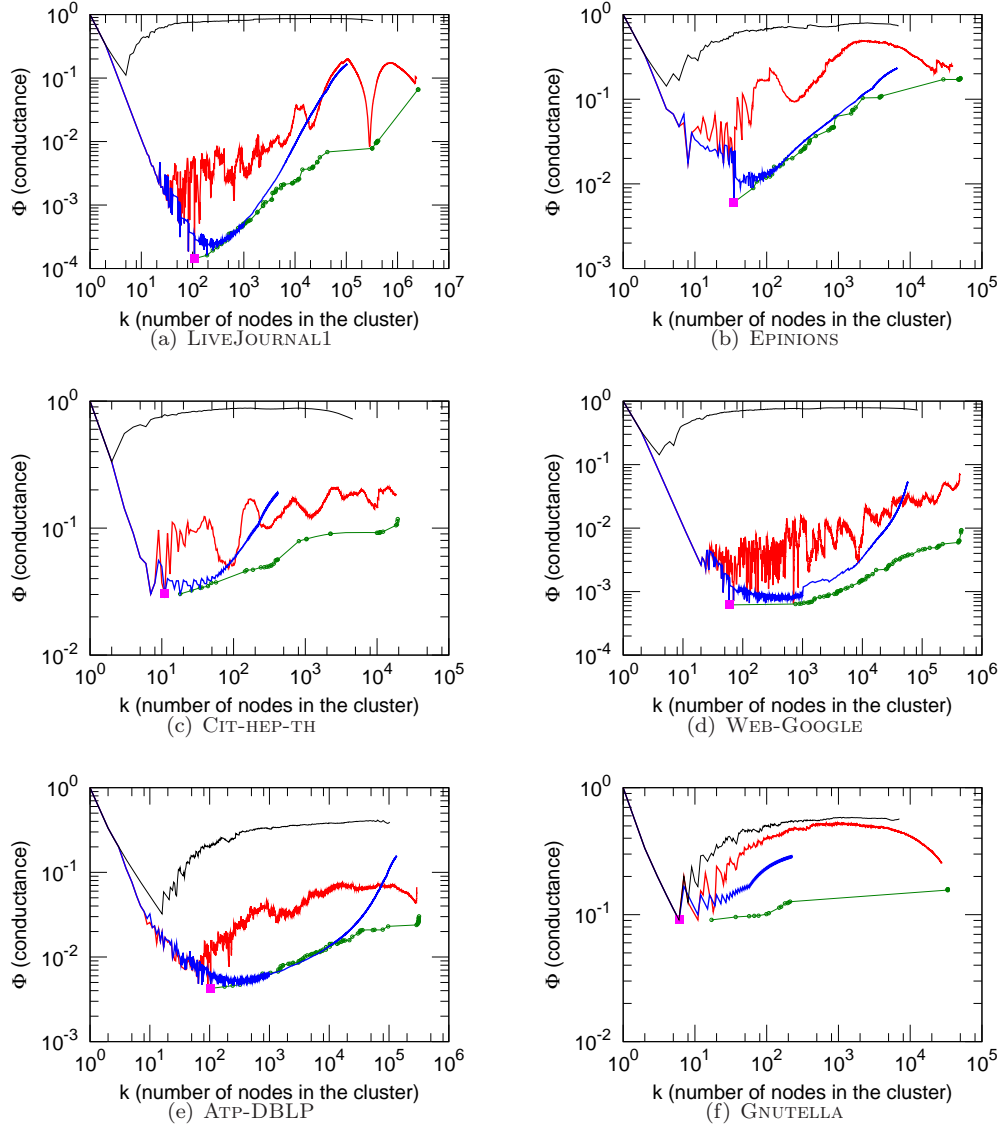 10^0
10^-1
10^-2
10^-3
10^-4
Φ (conductance)
10^0 10^1 10^2 10^3 10^4 10^5 10^6 10^7
k (number of nodes in the cluster)
(a) LIVEJOURNAL1
10^0
10^-1
10^-2
10^-3
Φ (conductance)
10^0 10^1 10^2 10^3 10^4 10^5
k (number of nodes in the cluster)
(b) EPINIONS
10^0
10^-1
10^-2
Φ (conductance)
10^0 10^1 10^2 10^3 10^4 10^5
k (number of nodes in the cluster)
(c) CIT-HEP-TH
10^0
10^-1
10^-2
10^-3
10^-4
Φ (conductance)
10^0 10^1 10^2 10^3 10^4 10^5 10^6
k (number of nodes in the cluster)
(d) WEB-GOOGLE
10^0
10^-1
10^-2
10^-3
Φ (conductance)
10^0 10^1 10^2 10^3 10^4 10^5 10^6
k (number of nodes in the cluster)
(e) ATP-DBLP
10^0
10^-1
10^-2
Φ (conductance)
10^0 10^1 10^2 10^3 10^4 10^5
k (number of nodes in the cluster)
(f) GNUTELLA